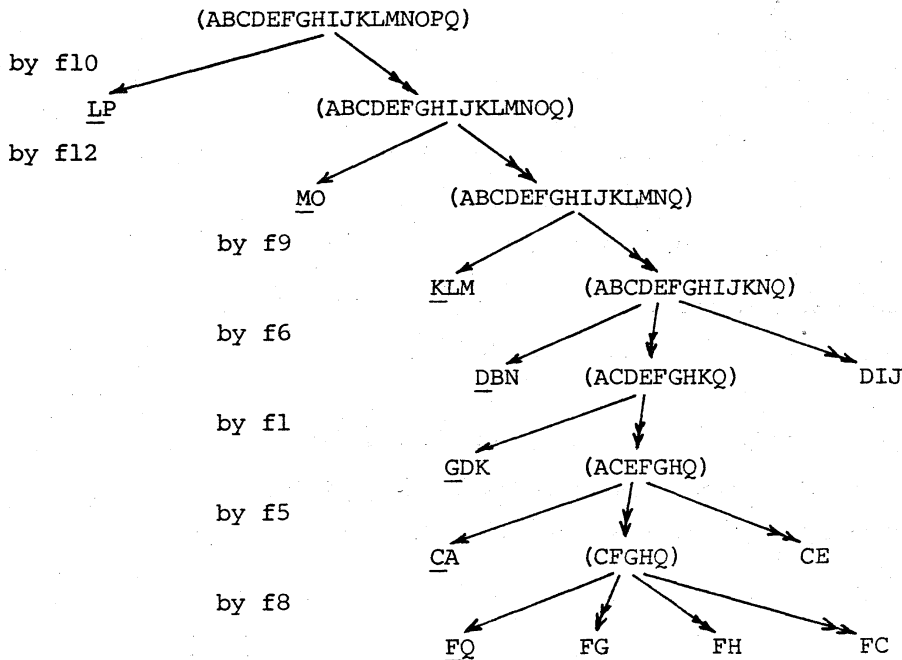 (ABCDEFGHIJKLMNOPQ)
by f10
LP (ABCDEFGHIJKLMNOQ)
by f12
MO (ABCDEFGHIJKLMNQ)
by f9
KLM (ABCDEFGHIJKNQ)
by f6
DBN (ACDEFGHKQ) DIJ
by f1
GDK (ACEFGHQ)
by f5
CA (CFGHQ) CE
by f8
FQ FG FH FC